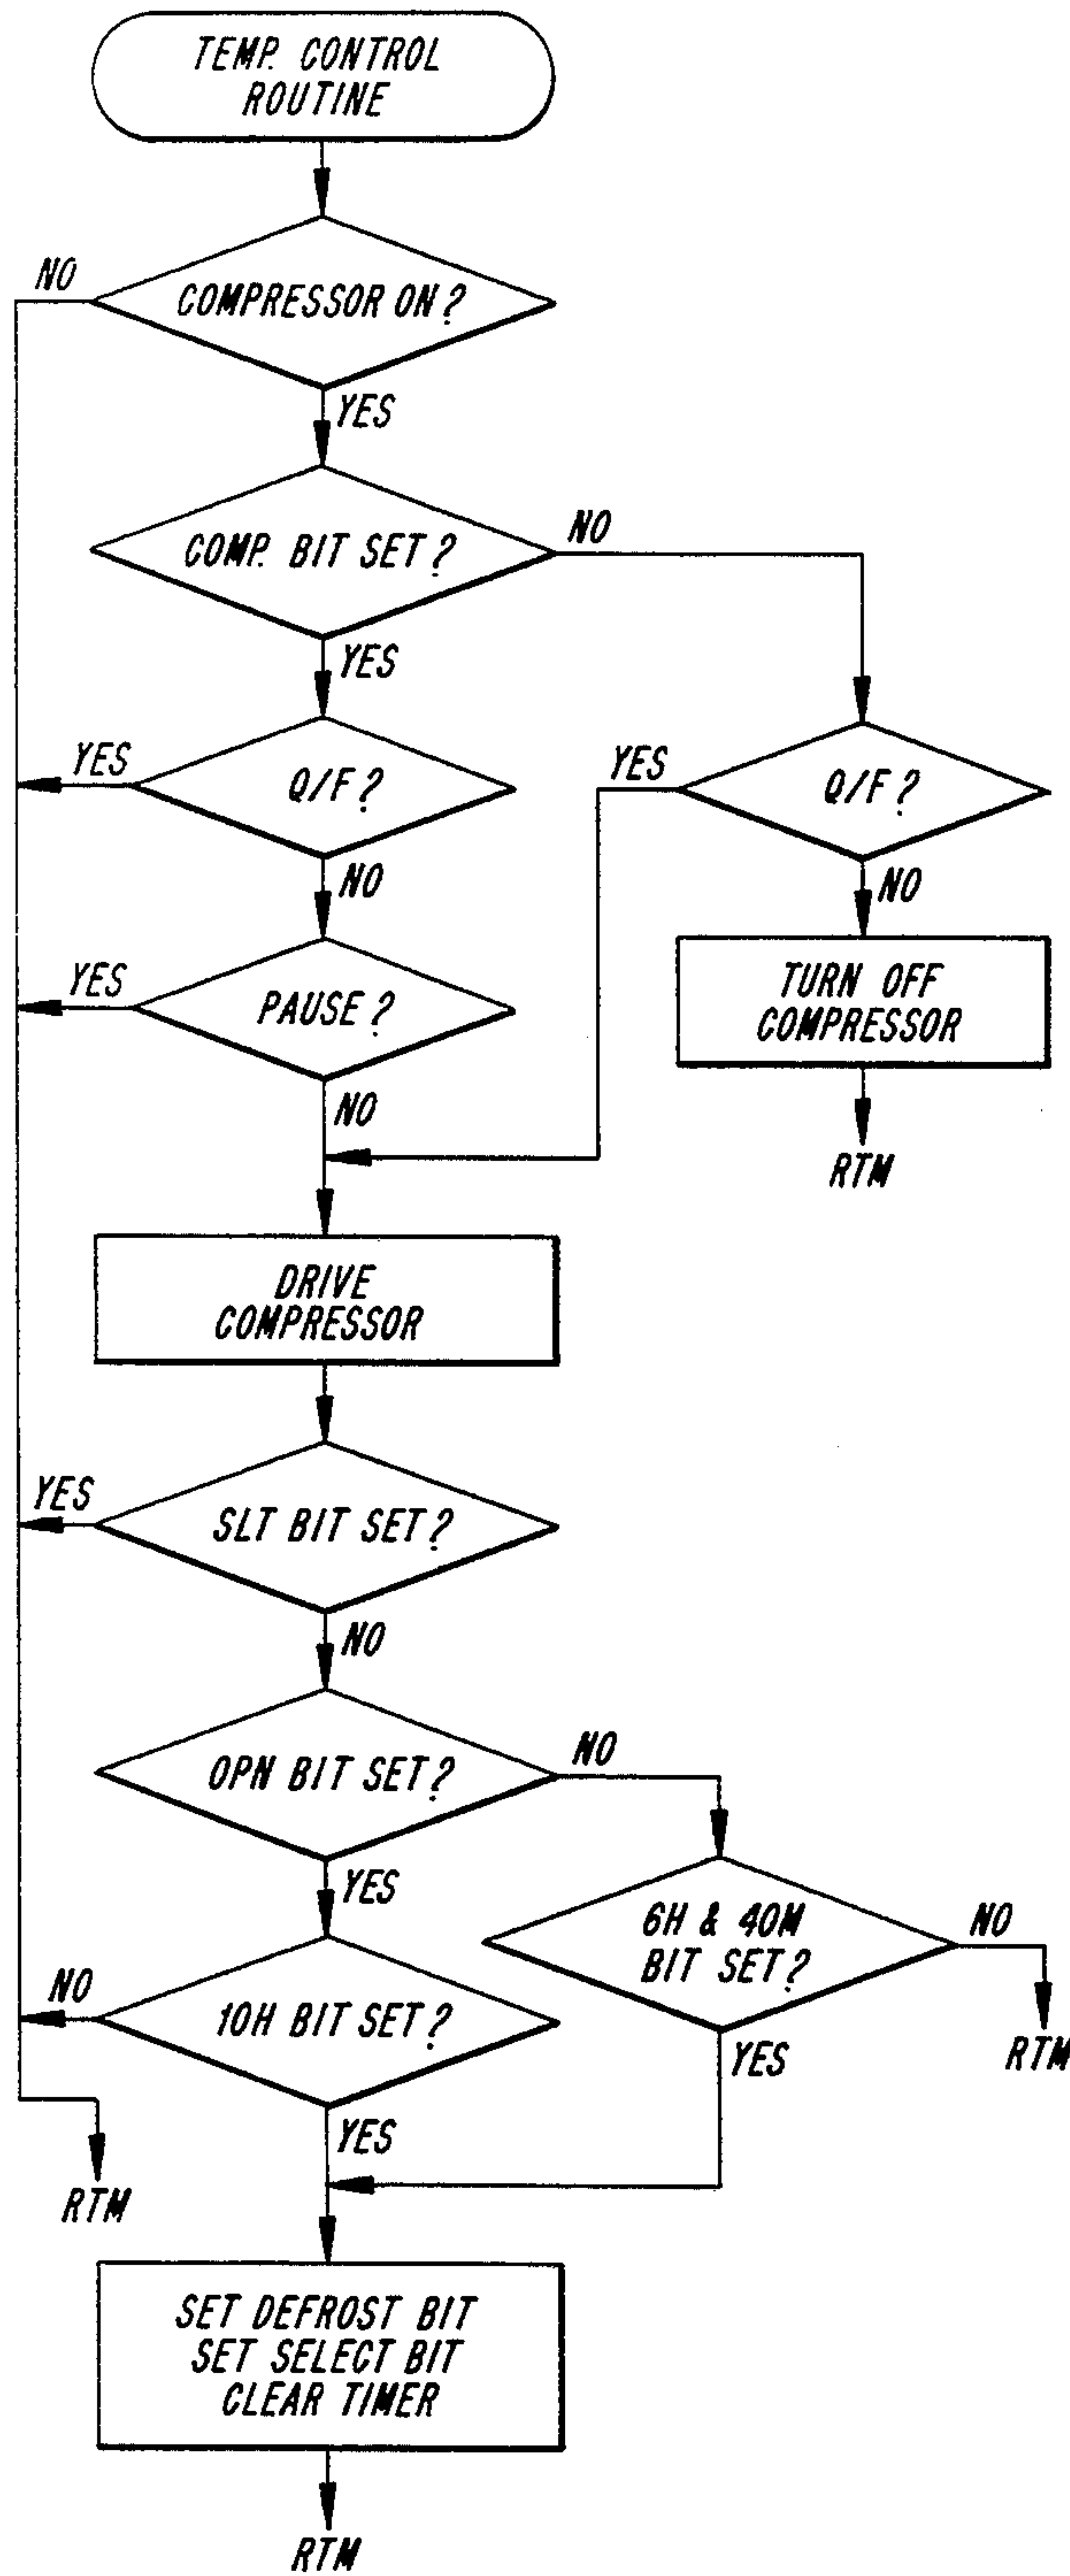 TEMP. CONTROL
ROUTINE
NO
COMPRESSOR ON?
YES
COMP. BIT SET?
NO
YES
YES
Q/F?
YES
Q/F?
NO
NO
YES
PAUSE?
TURN OFF
COMPRESSOR
NO
RTM
DRIVE
COMPRESSOR
YES
SLT BIT SET?
NO
OPN BIT SET?
NO
YES
6H & 40M
BIT SET?
NO
NO
10H BIT SET?
YES
RTM
YES
RTM
SET DEFROST BIT
SET SELECT BIT
CLEAR TIMER
RTM